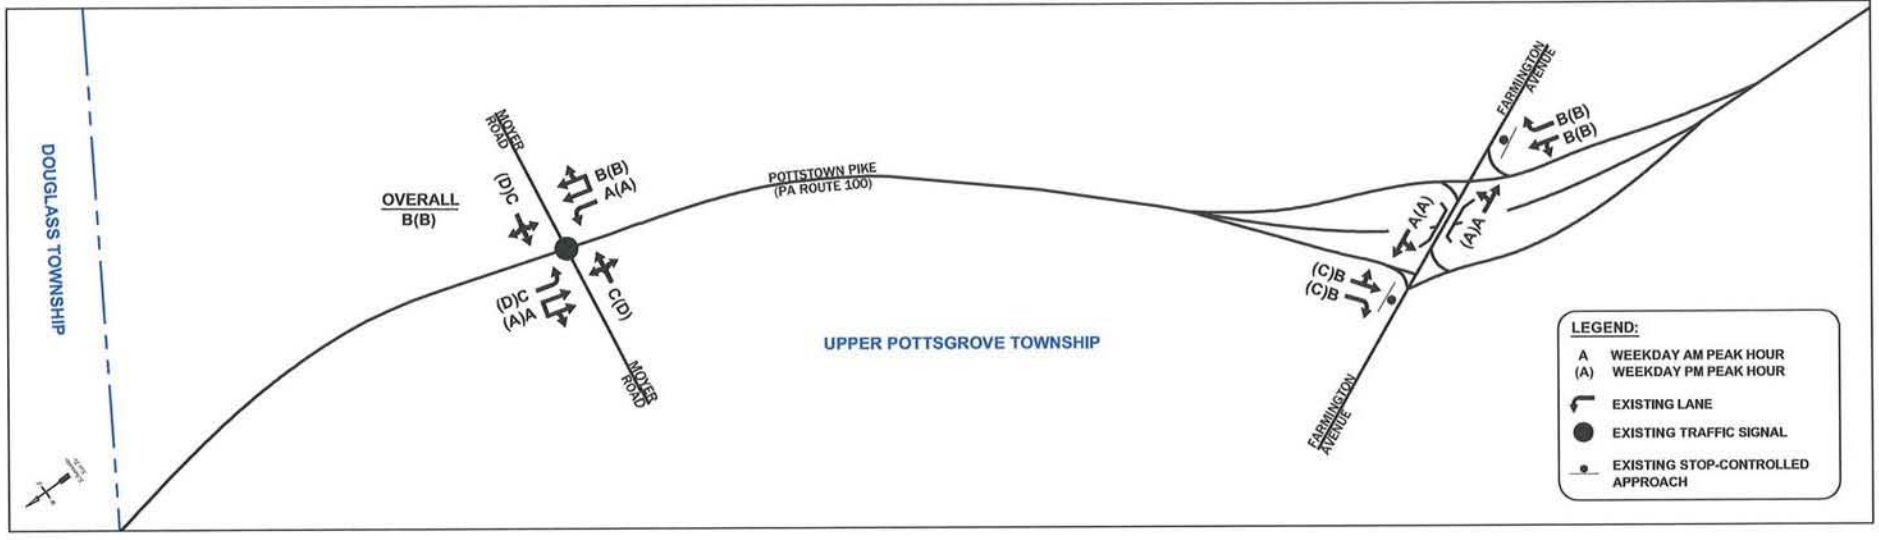 DOUGLASS TOWNSHIP
OVERALL
B(B)
MOYER
ROAD
(D)C
B(B)
A(A)
(D)C
(A)A
C(D)
MOYER
ROAD
POTTSTOWN PIKE
(PA ROUTE 100)
UPPER POTTSGROVE TOWNSHIP
FARMINGTON
AVENUE
B(B)
B(B)
A(A)
(A)A
(C)B
(C)B
FARMINGTON
AVENUE
LEGEND:
A WEEKDAY AM PEAK HOUR
(A) WEEKDAY PM PEAK HOUR
EXISTING LANE
EXISTING TRAFFIC SIGNAL
EXISTING STOP-CONTROLLED
APPROACH